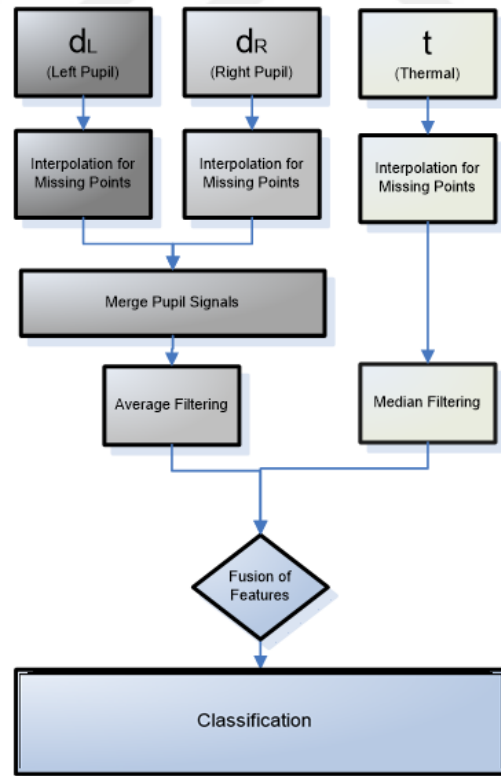 dL
(Left Pupil)
dR
(Right Pupil)
t
(Thermal)
Interpolation for
Missing Points
Interpolation for
Missing Points
Interpolation for
Missing Points
Merge Pupil Signals
Average Filtering
Median Filtering
Fusion of
Features
Classification